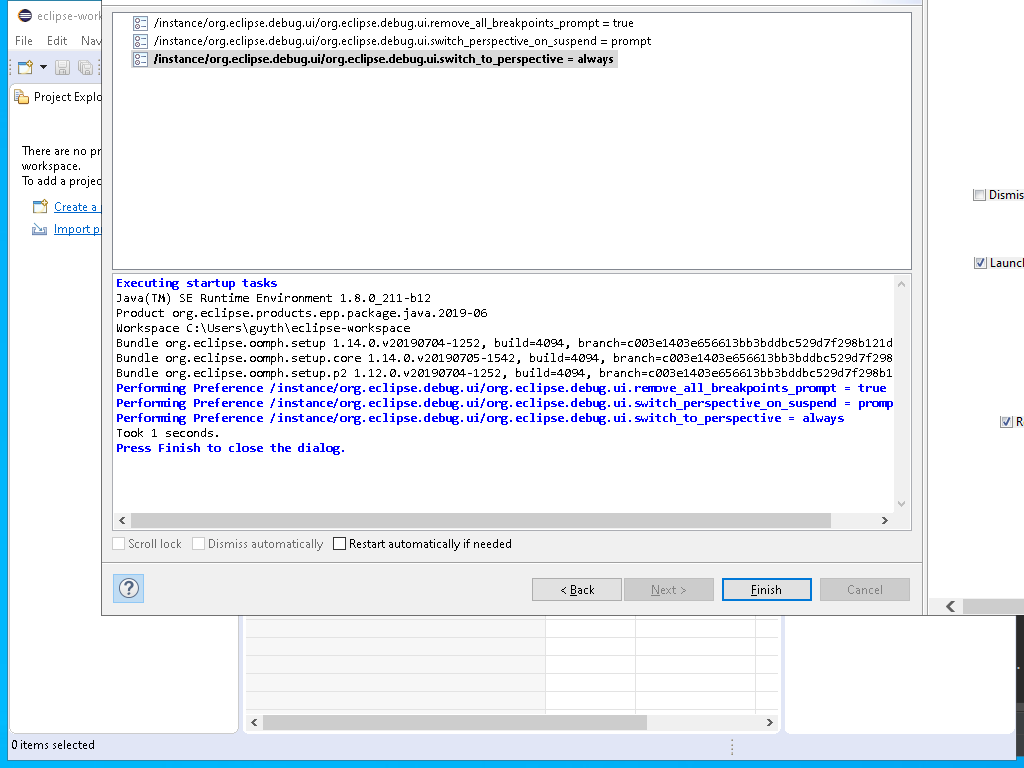 eclipse-work
File Edit Nav
Project Explo
There are no pr
workspace.
To add a projec
Create a
Import pr
/instance/org.eclipse.debug.ui/org.eclipse.debug.ui.remove_all_breakpoints_prompt = true
/instance/org.eclipse.debug.ui/org.eclipse.debug.ui.switch_perspective_on_suspend = prompt
/instance/org.eclipse.debug.ui/org.eclipse.debug.ui.switch_to_perspective = always
Executing startup tasks
Java(TM) SE Runtime Environment 1.8.0_211-b12
Product org.eclipse.products.epp.package.java.2019-06
Workspace C:\Users\guyth\eclipse-workspace
Bundle org.eclipse.oomph.setup 1.14.0.v20190704-1252, build=4094, branch=c003e1403e656613bb3bddbc529d7f298b121d
Bundle org.eclipse.oomph.setup.core 1.14.0.v20190705-1542, build=4094, branch=c003e1403e656613bb3bddbc529d7f298
Bundle org.eclipse.oomph.setup.p2 1.12.0.v20190704-1252, build=4094, branch=c003e1403e656613bb3bddbc529d7f298b1
Performing Preference /instance/org.eclipse.debug.ui/org.eclipse.debug.ui.remove_all_breakpoints_prompt = true
Performing Preference /instance/org.eclipse.debug.ui/org.eclipse.debug.ui.switch_perspective_on_suspend = promp
Performing Preference /instance/org.eclipse.debug.ui/org.eclipse.debug.ui.switch_to_perspective = always
Took 1 seconds.
Press Finish to close the dialog.
Scroll lock Dismiss automatically Restart automatically if needed
? < Back Next > Finish Cancel
Dismis
Launch
R
0 items selected